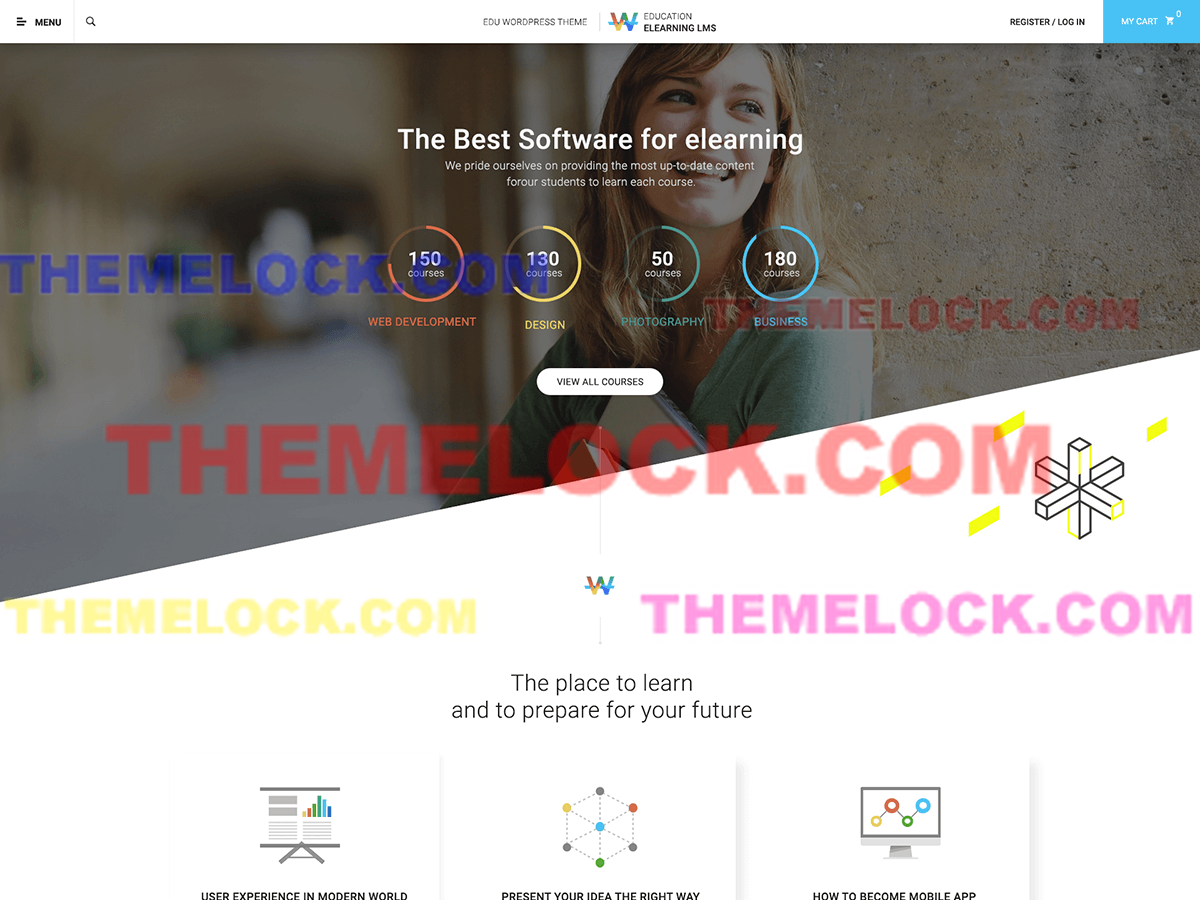 MENU
EDU WORDPRESS THEME
EDUCATION
ELEARNING LMS
REGISTER / LOG IN
MY CART
0
The Best Software for elearning
We pride ourselves on providing the most up-to-date content
forour students to learn each course.
150
courses
130
courses
50
courses
180
courses
THEMELOCK.COM
THEMELOCK.COM
WEB DEVELOPMENT
DESIGN
PHOTOGRAPHY
BUSINESS
VIEW ALL COURSES
THEMELOCK.COM
THEMELOCK.COM
THEMELOCK.COM
The place to learn
and to prepare for your future
USER EXPERIENCE IN MODERN WORLD
PRESENT YOUR IDEA THE RIGHT WAY
HOW TO BECOME MOBILE APP